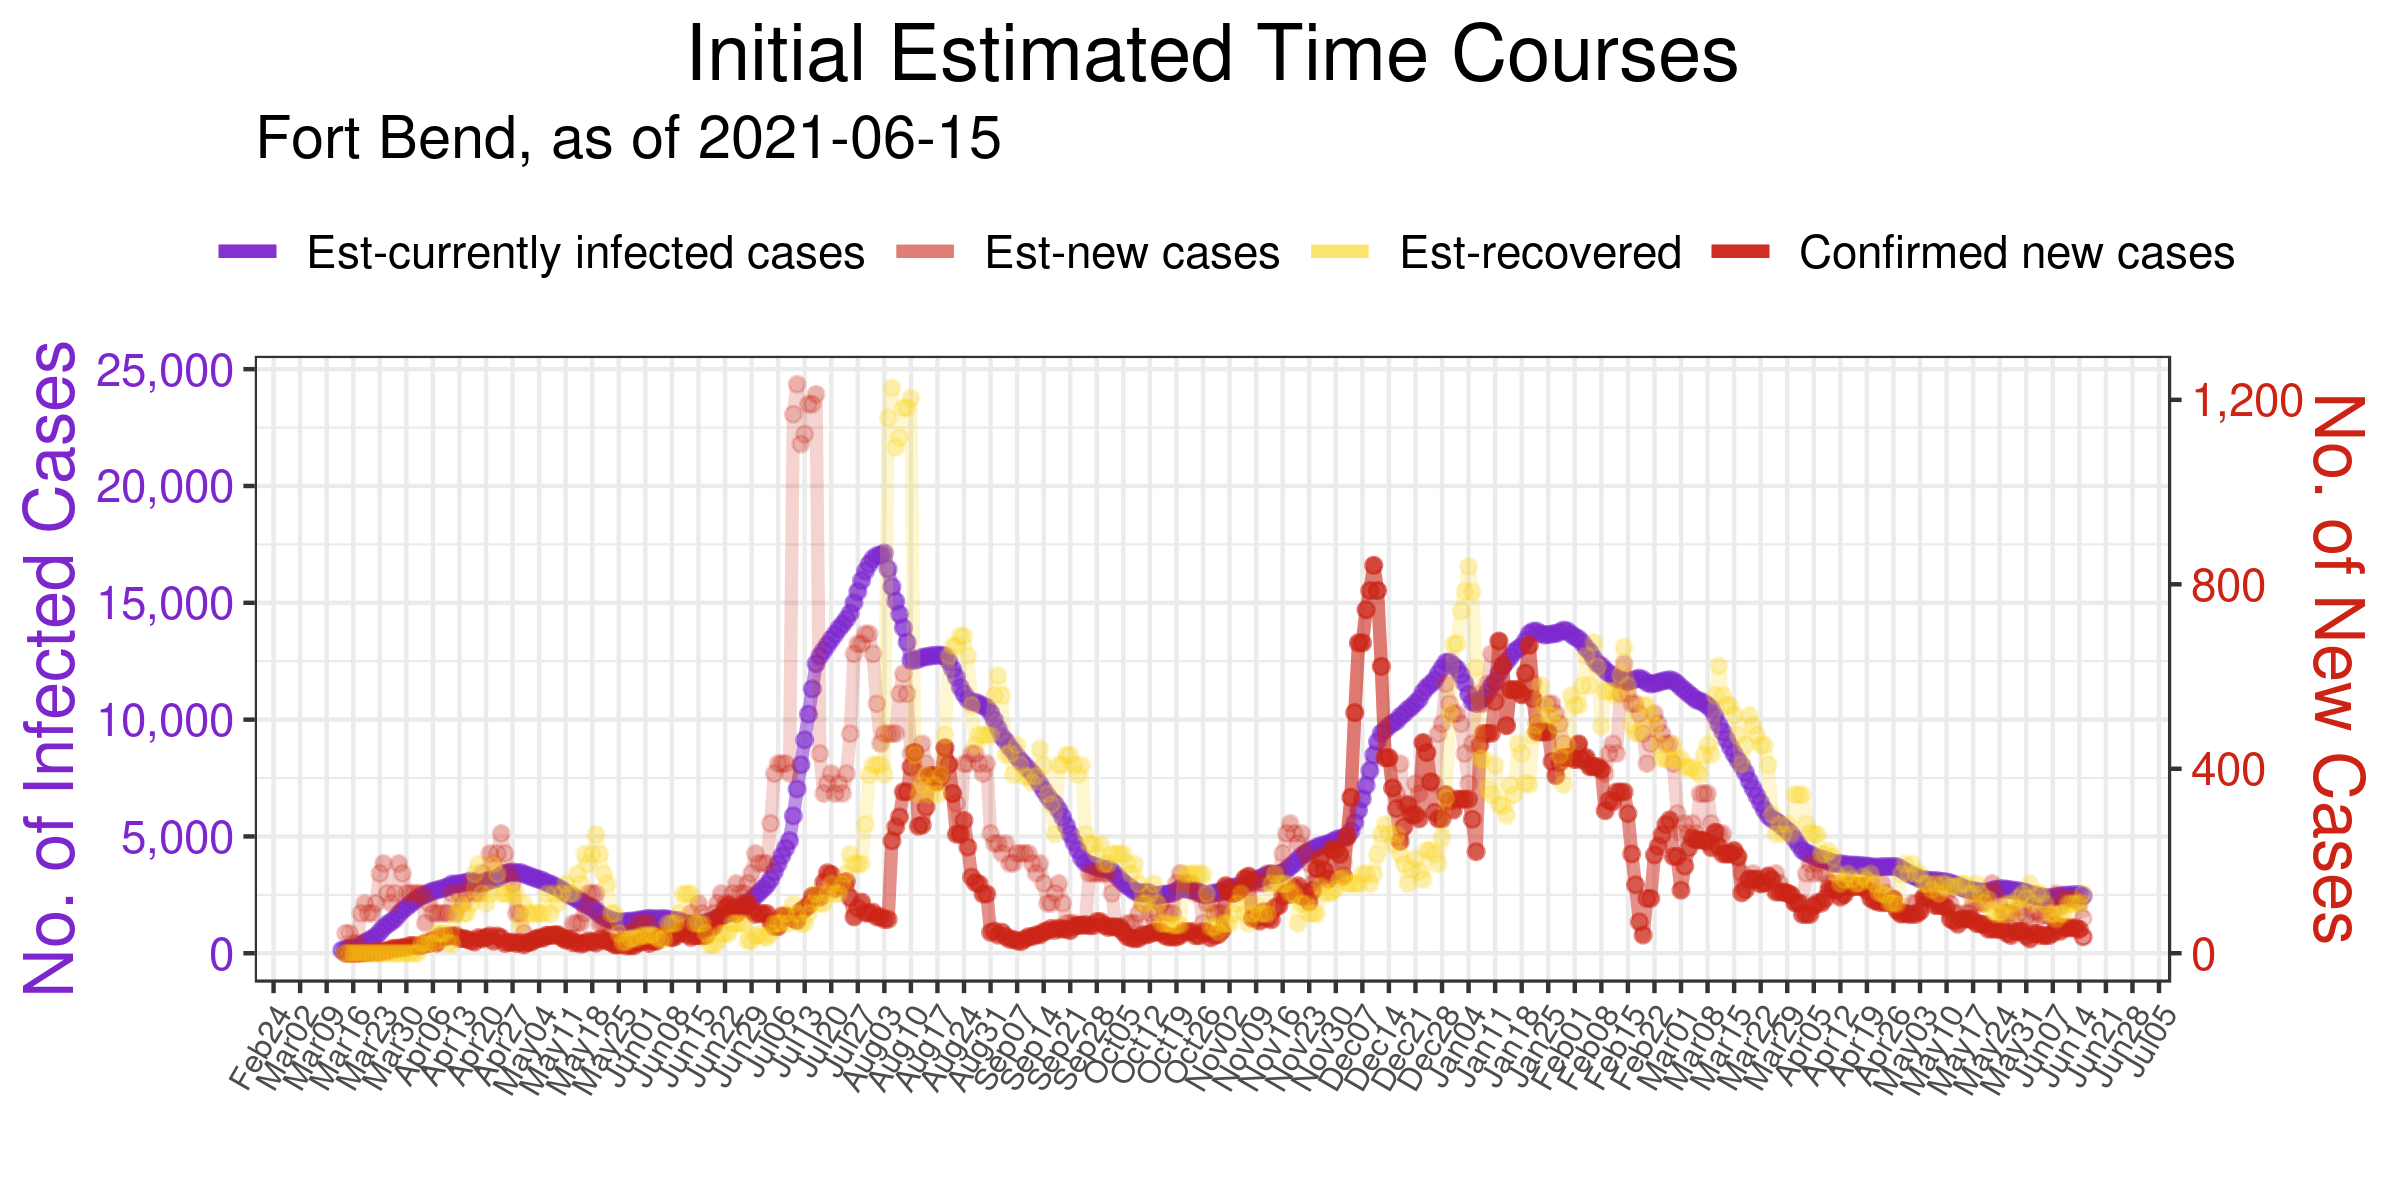 Initial Estimated Time Courses
Fort Bend, as of 2021-06-15
Est-currently infected cases
Est-new cases
Est-recovered
Confirmed new cases
No. of Infected Cases
25,000
20,000
15,000
10,000
5,000
0
1,200
800
400
0
No. of New Cases
Feb24
Mar02
Mar09
Mar16
Mar23
Mar30
Apr06
Apr13
Apr20
Apr27
May04
May11
May18
May25
Jun01
Jun08
Jun15
Jun22
Jun29
Jul06
Jul13
Jul20
Jul27
Aug03
Aug10
Aug17
Aug24
Aug31
Sep07
Sep14
Sep21
Sep28
Oct05
Oct12
Oct19
Oct26
Nov02
Nov09
Nov16
Nov23
Nov30
Dec07
Dec14
Dec21
Dec28
Jan04
Jan11
Jan18
Jan25
Feb01
Feb08
Feb15
Feb22
Mar01
Mar08
Mar15
Mar22
Mar29
Apr05
Apr12
Apr19
Apr26
May03
May10
May17
May24
May31
Jun07
Jun14
Jun21
Jun28
Jul05